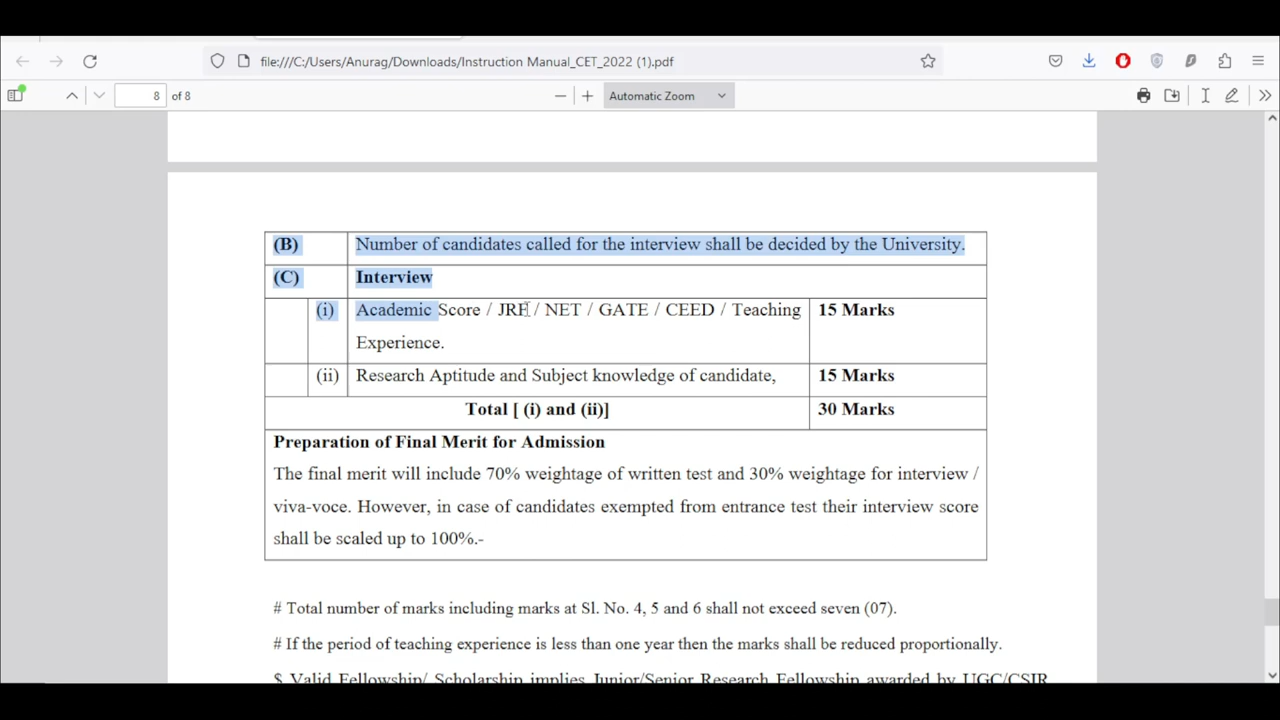 file:///C:/Users/Anurag/Downloads/Instruction Manual_CET_2022 (1).pdf
8 of 8
Automatic Zoom
(B) Number of candidates called for the interview shall be decided by the University.
(C) Interview
(i) Academic Score / JRF / NET / GATE / CEED / Teaching 15 Marks
Experience.
(ii) Research Aptitude and Subject knowledge of candidate, 15 Marks
Total [ (i) and (ii)] 30 Marks
Preparation of Final Merit for Admission
The final merit will include 70% weightage of written test and 30% weightage for interview /
viva-voce. However, in case of candidates exempted from entrance test their interview score
shall be scaled up to 100%.-
# Total number of marks including marks at Sl. No. 4, 5 and 6 shall not exceed seven (07).
# If the period of teaching experience is less than one year then the marks shall be reduced proportionally.
$ Valid Fellowship/ Scholarship implies Junior/Senior Research Fellowship awarded by UGC/CSIR